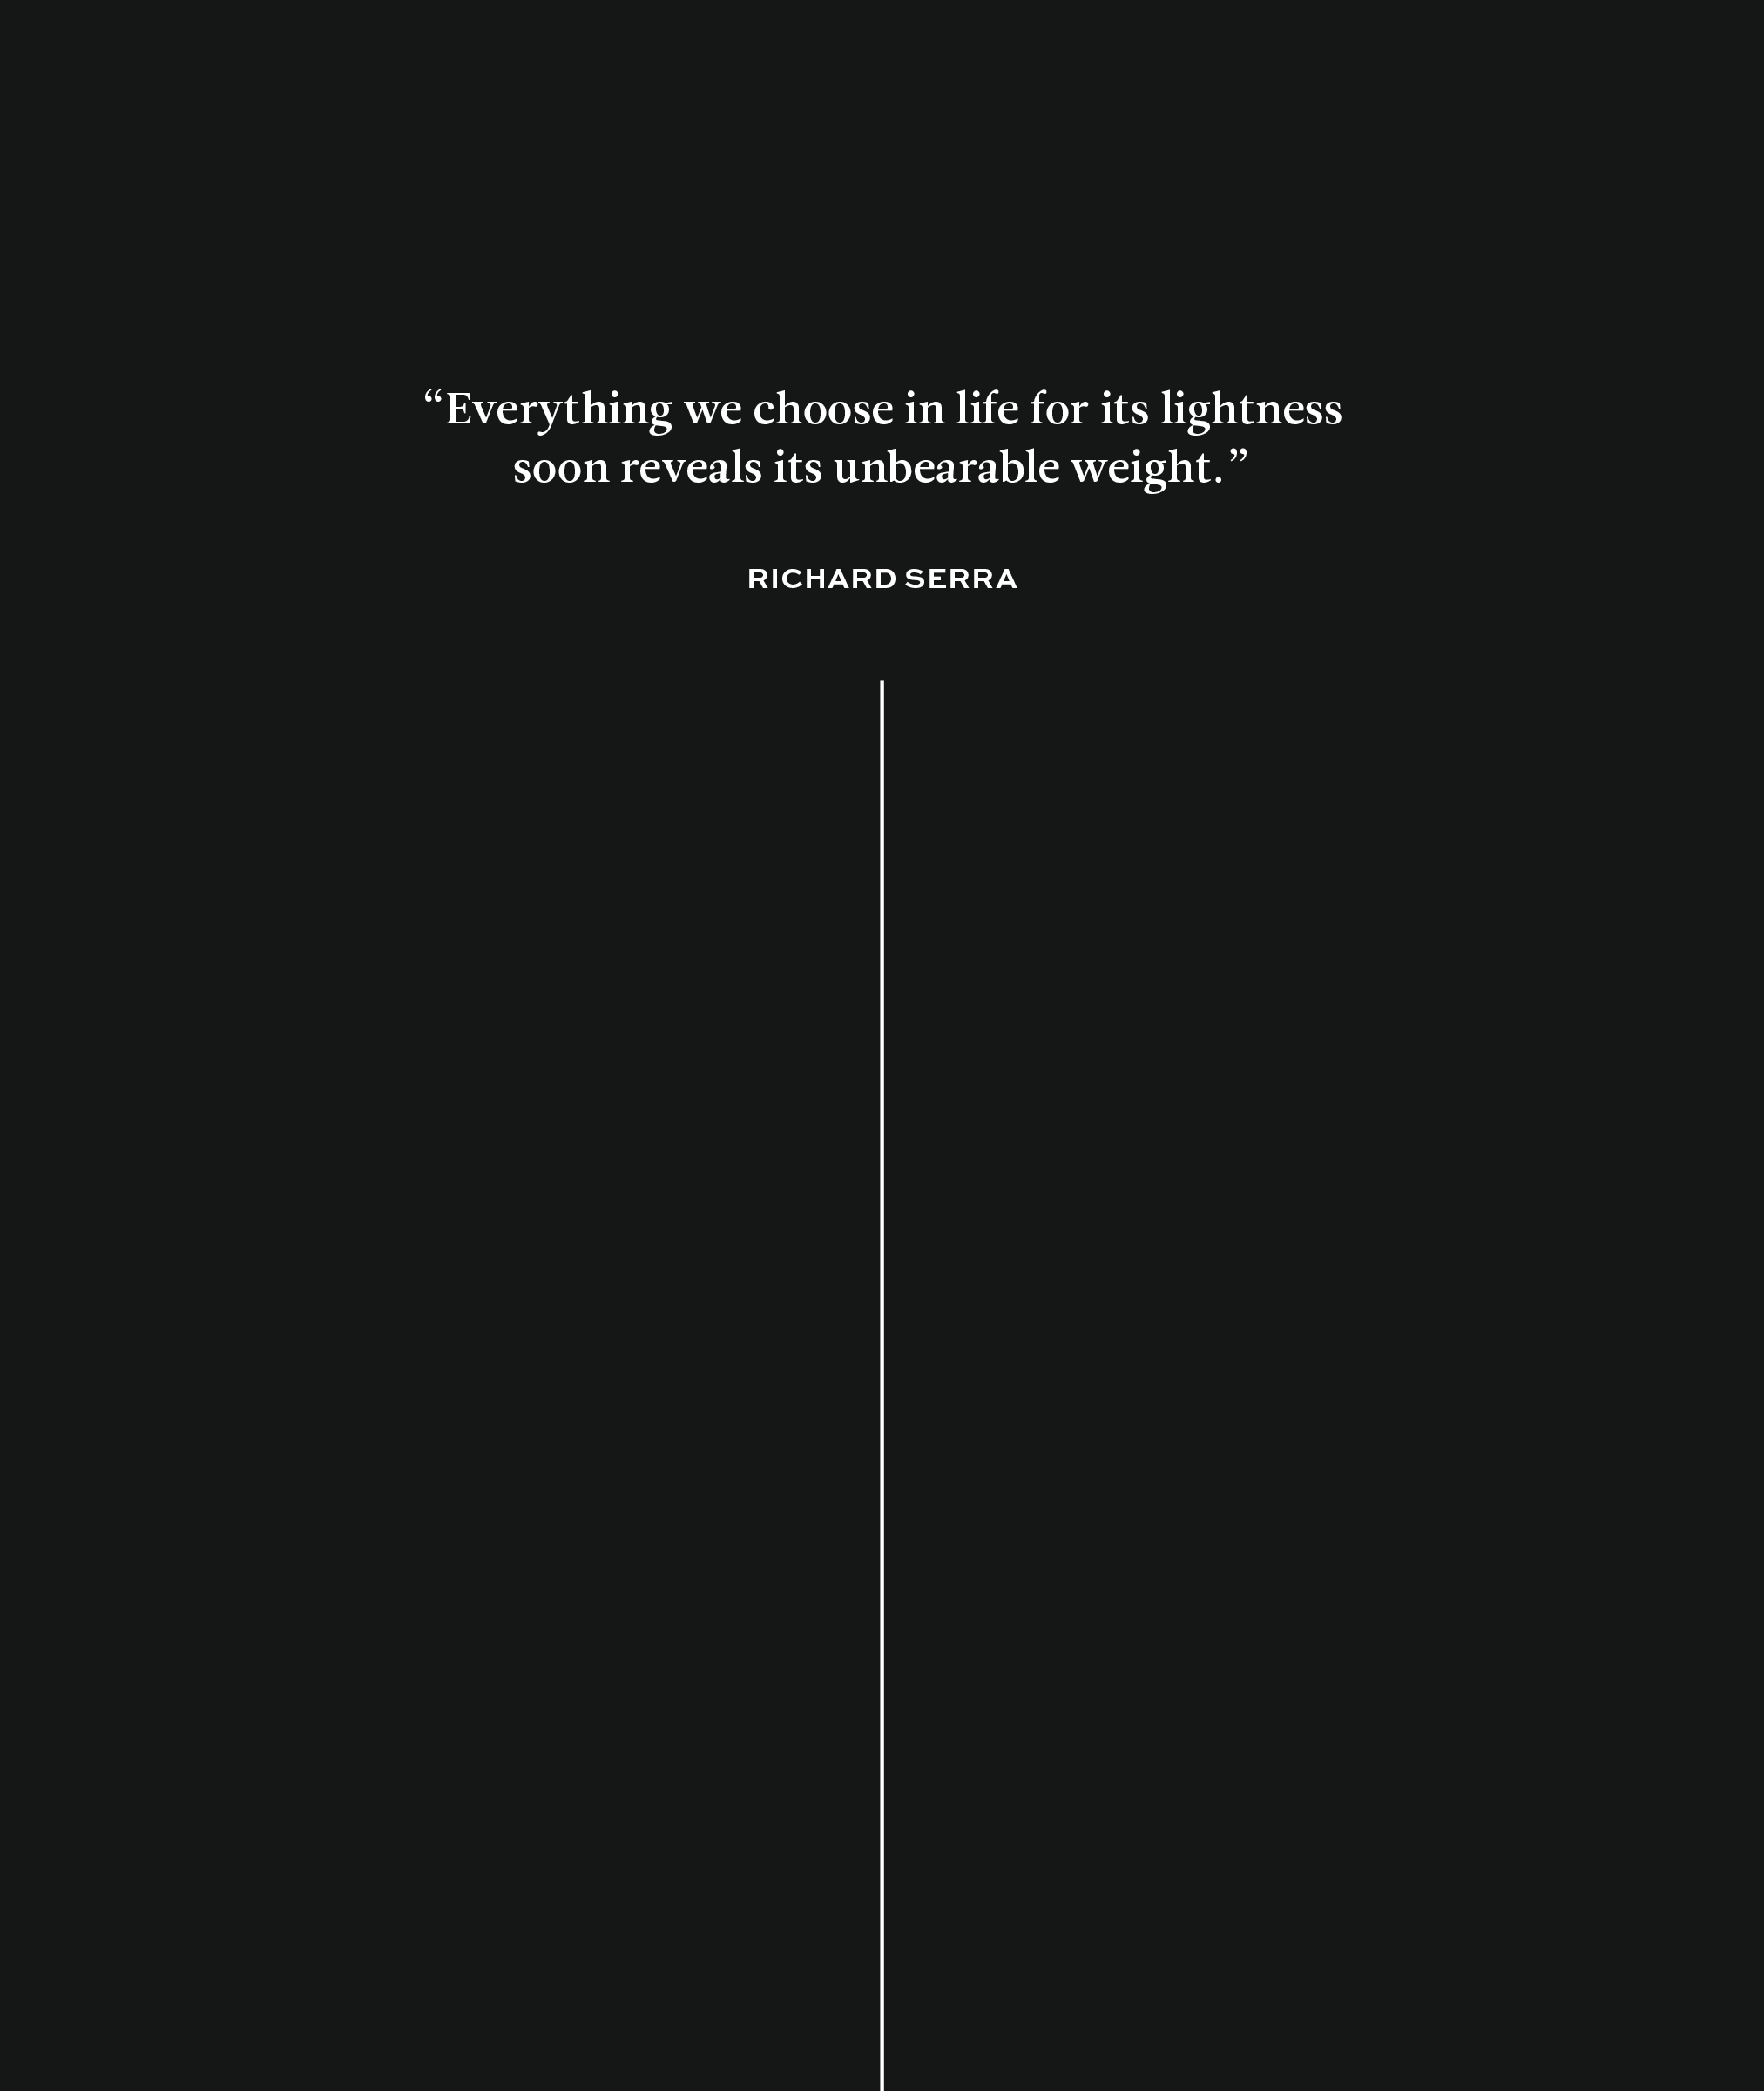 “Everything we choose in life for its lightness
soon reveals its unbearable weight.”
RICHARD SERRA